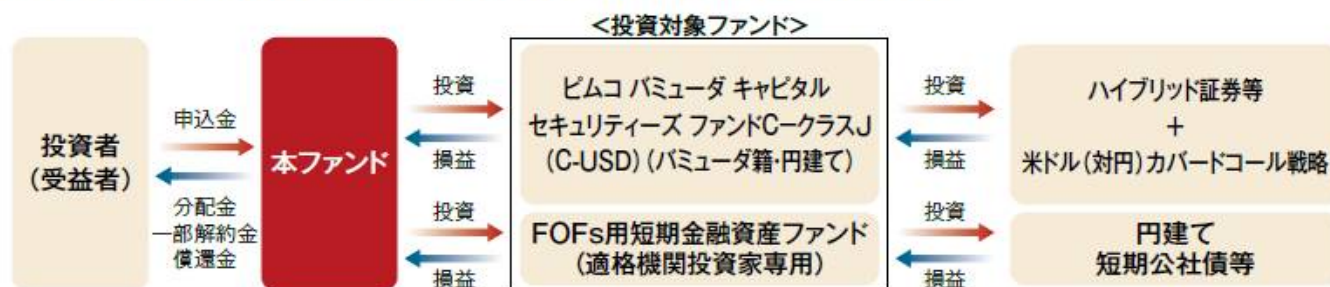 <投資対象ファンド>
投資者
(受益者)
申込金
分配金
一部解約金
償還金
本ファンド
投資
損益
投資
損益
ピムコ バミューダ キャピタル
セキュリティーズ ファンドC-クラスJ
(C-USD)(バミューダ籍・円建て)
FOFs用短期金融資産ファンド
(適格機関投資家専用)
投資
損益
投資
損益
ハイブリッド証券等
+
米ドル(対円)カバードコール戦略
円建て
短期公社債等